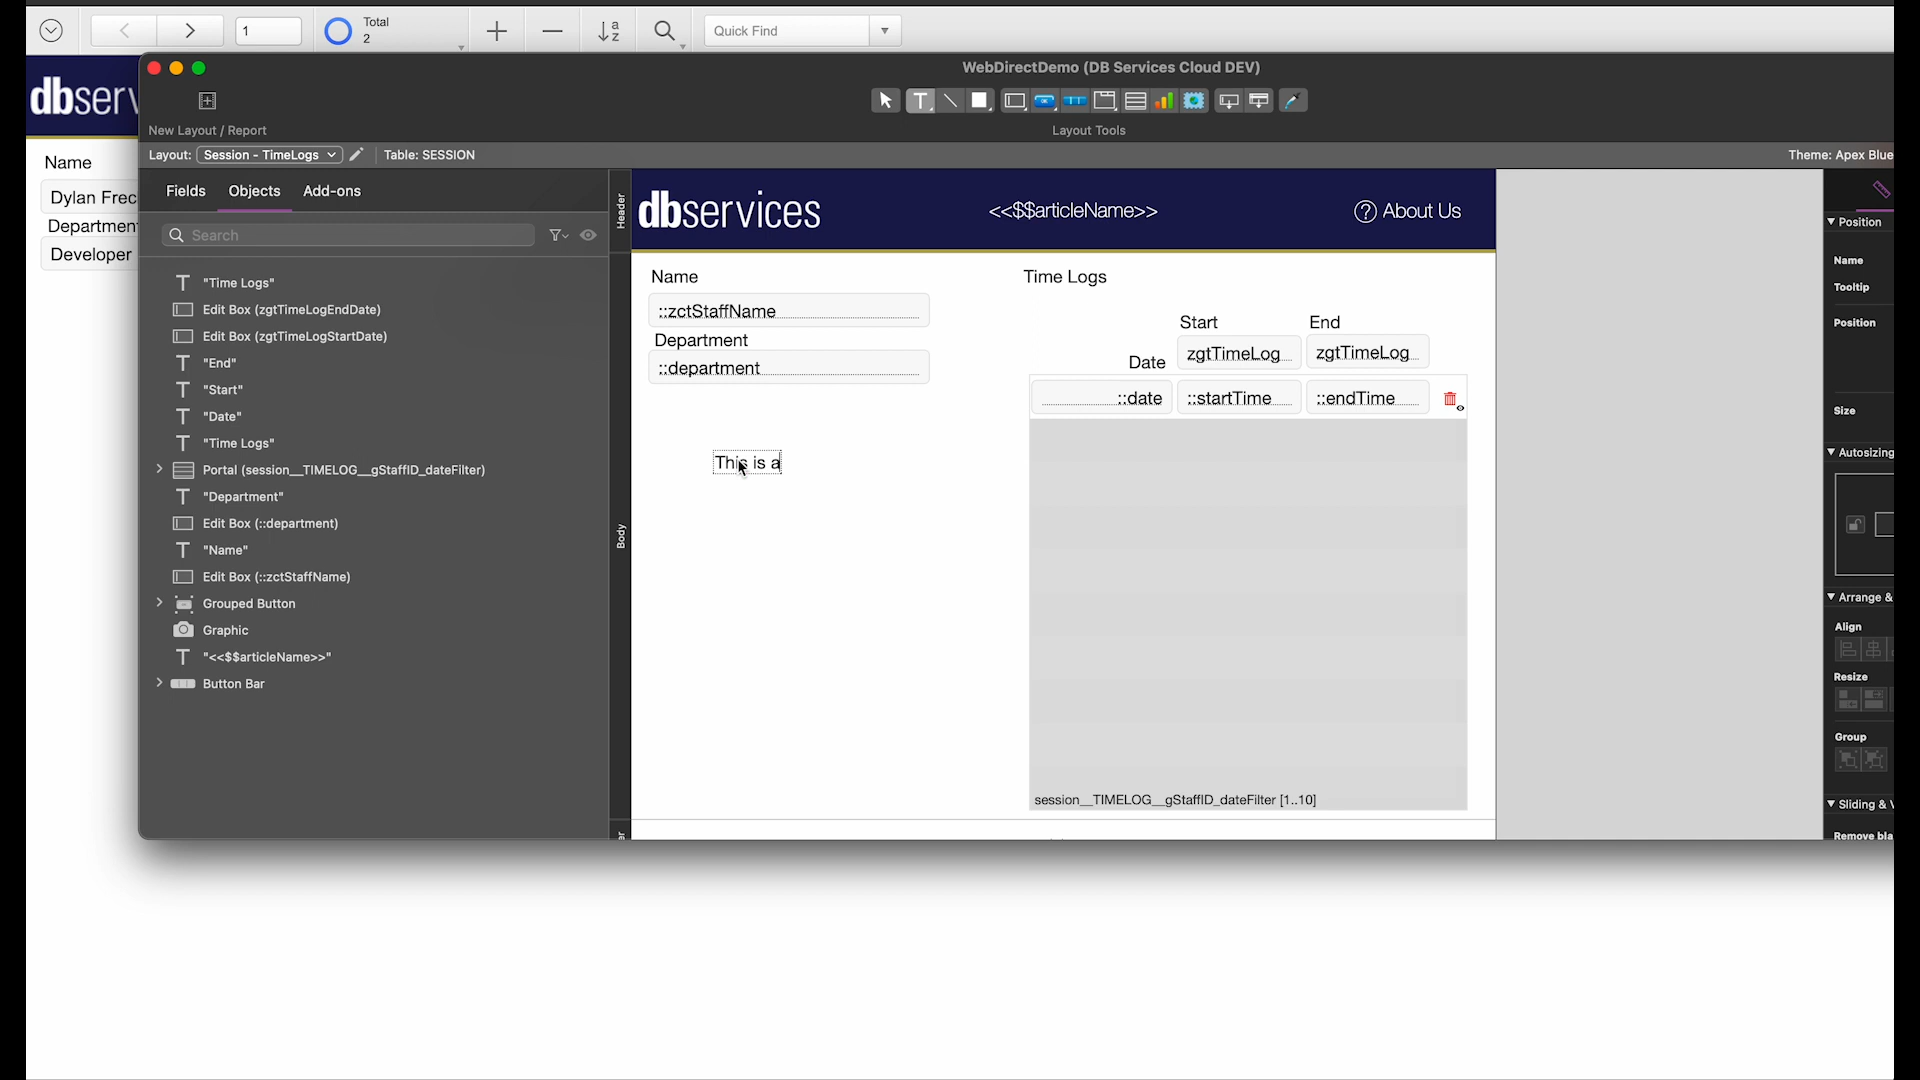 1
Total
2
Quick Find
dbserv
Name
Dylan Frec
Department
Developer
WebDirectDemo (DB Services Cloud DEV)
New Layout / Report
Layout Tools
Layout: Session - TimeLogs
Table: SESSION
Theme: Apex Blue
Fields Objects Add-ons
Search
"Time Logs"
Edit Box (zgtTimeLogEndDate)
Edit Box (zgtTimeLogStartDate)
"End"
"Start"
"Date"
"Time Logs"
Portal (session__TIMELOG__gStaffID_dateFilter)
"Department"
Edit Box (::department)
"Name"
Edit Box (::zctStaffName)
Grouped Button
Graphic
"<<$$articleName>>"
Button Bar
Header
Body
dbservices
<<$$articleName>>
About Us
Name
::zctStaffName
Department
::department
This is a
Time Logs
Start End
Date zgtTimeLog zgtTimeLog
::date ::startTime ::endTime
session__TIMELOG__gStaffID_dateFilter [1..10]
Position
Name
Tooltip
Position
Size
Autosizing
Arrange &
Align
Resize
Group
Sliding & V
Remove bla